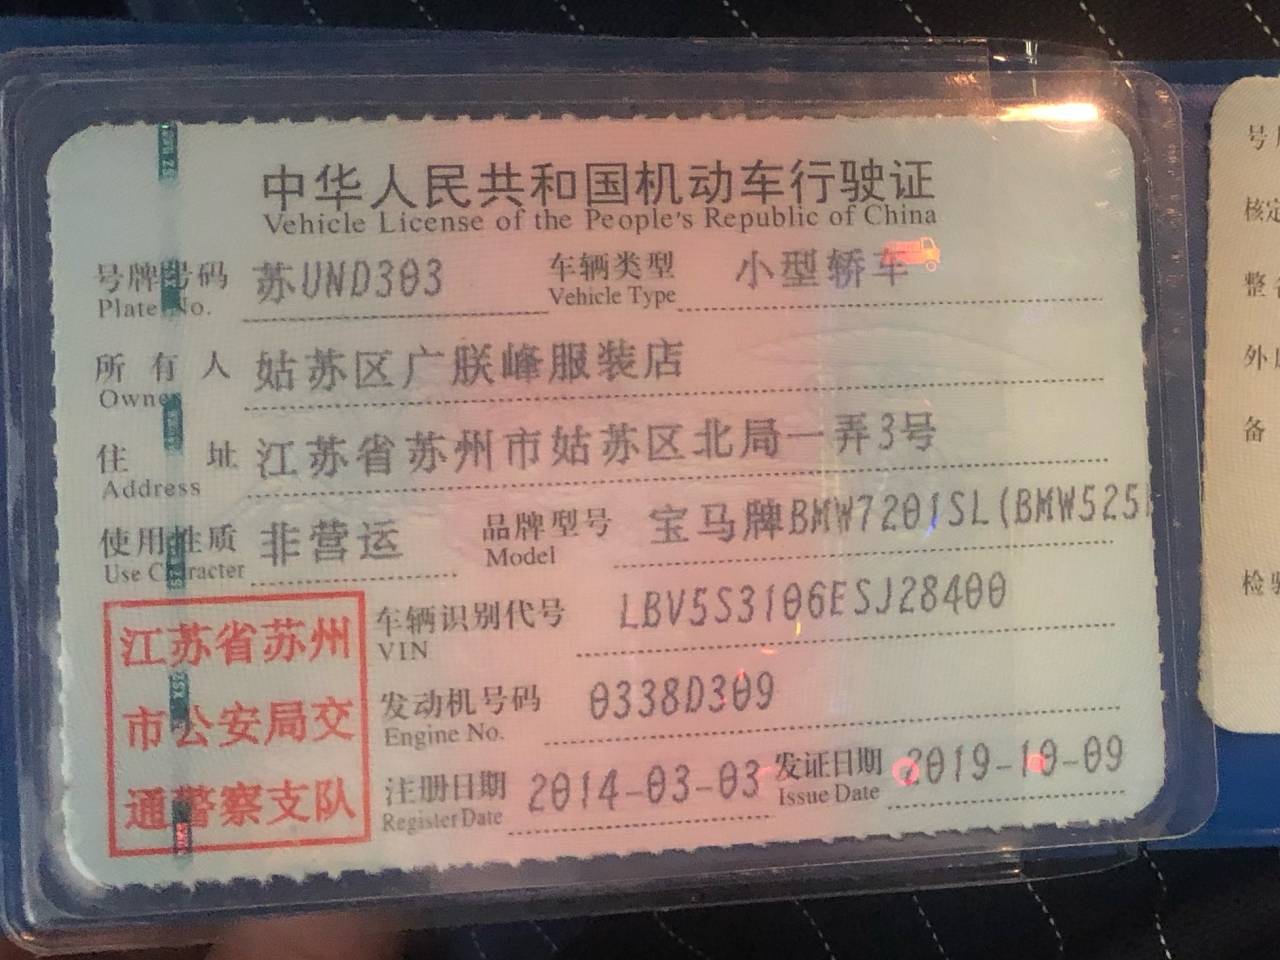 中华人民共和国机动车行驶证
Vehicle License of the People's Republic of China
号牌号码 苏UND303 车辆类型 小型轿车
Plate No. Vehicle Type
所有人 姑苏区广朕峰服装店
Owner
住址 江苏省苏州市姑苏区北局一弄3号
Address
使用性质 非营运 品牌型号 宝马牌BMW7201SL(BMW525
Use Character Model
车辆识别代号 LBV5S3106ESJ28400
VIN
发动机号码 0338D309
Engine No.
注册日期 2014-03-03 发证日期 2019-10-09
Register Date Issue Date
江苏省苏州
市公安局交
通警察支队
号
核定
整备
外
备
检验